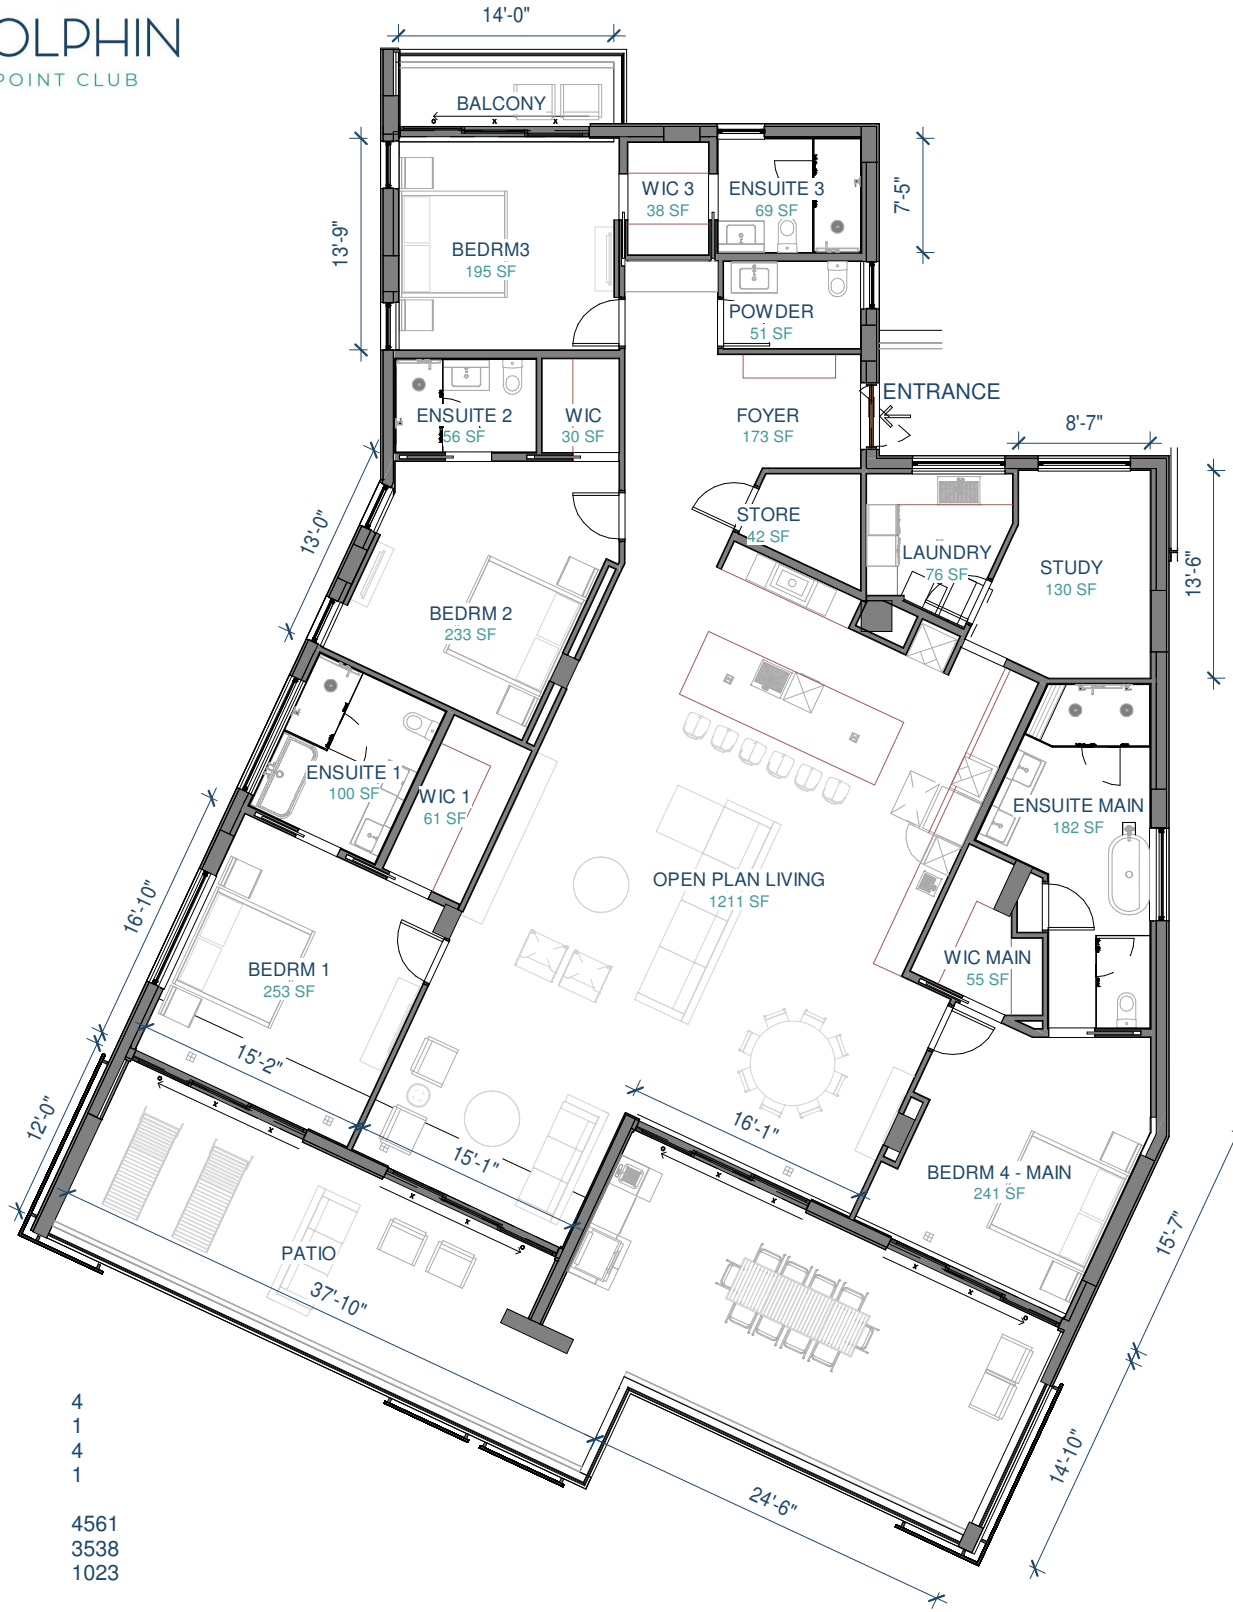 OLPHIN
POINT CLUB
14'-0"
BALCONY
13'-9"
BEDRM3
195 SF
WIC 3
38 SF
ENSUITE 3
69 SF
7'-5"
POWDER
51 SF
ENTRANCE
ENSUITE 2
56 SF
WIC
30 SF
FOYER
173 SF
8'-7"
13'-0"
STORE
42 SF
LAUNDRY
76 SF
STUDY
130 SF
13'-6"
BEDRM 2
233 SF
ENSUITE 1
100 SF
WIC 1
61 SF
ENSUITE MAIN
182 SF
OPEN PLAN LIVING
1211 SF
16'-10"
BEDRM 1
253 SF
WIC MAIN
55 SF
15'-2"
12'-0"
15'-1"
16'-1"
BEDRM 4 - MAIN
241 SF
15'-7"
PATIO
37'-10"
14'-10"
24'-6"
4
1
4
1
4561
3538
1023